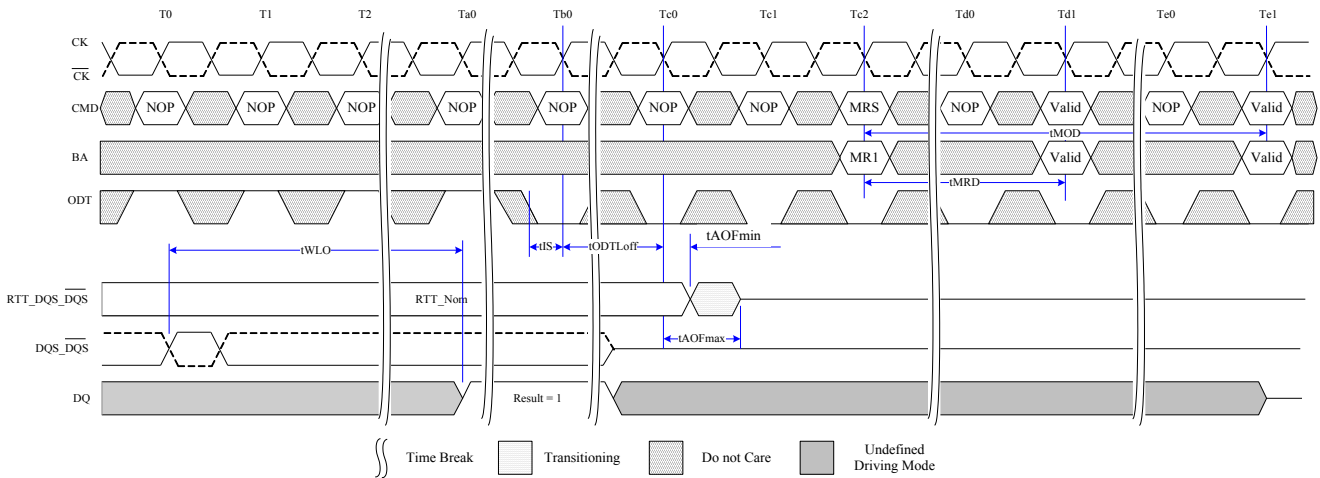 T0 T1 T2 Ta0 Tb0 Tc0 Tc1 Tc2 Td0 Td1 Te0 Te1
CK
CK
CMD NOP NOP NOP NOP NOP NOP NOP MRS NOP Valid NOP Valid
tMOD
BA MR1 Valid Valid
tMRD
ODT
tWLO tIS tODTLoff tAOFmin
RTT_DQS_DQS RTT_Nom
tAOFmax
DQS_DQS
DQ Result = 1
Time Break Transitioning Do not Care Undefined
Driving Mode